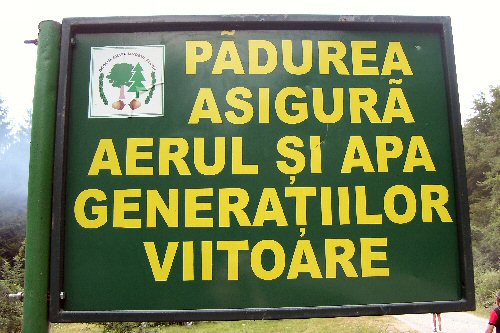 PĂDUREA
ASIGURĂ
AERUL ȘI APA
GENERAȚIILOR
VIITOARE